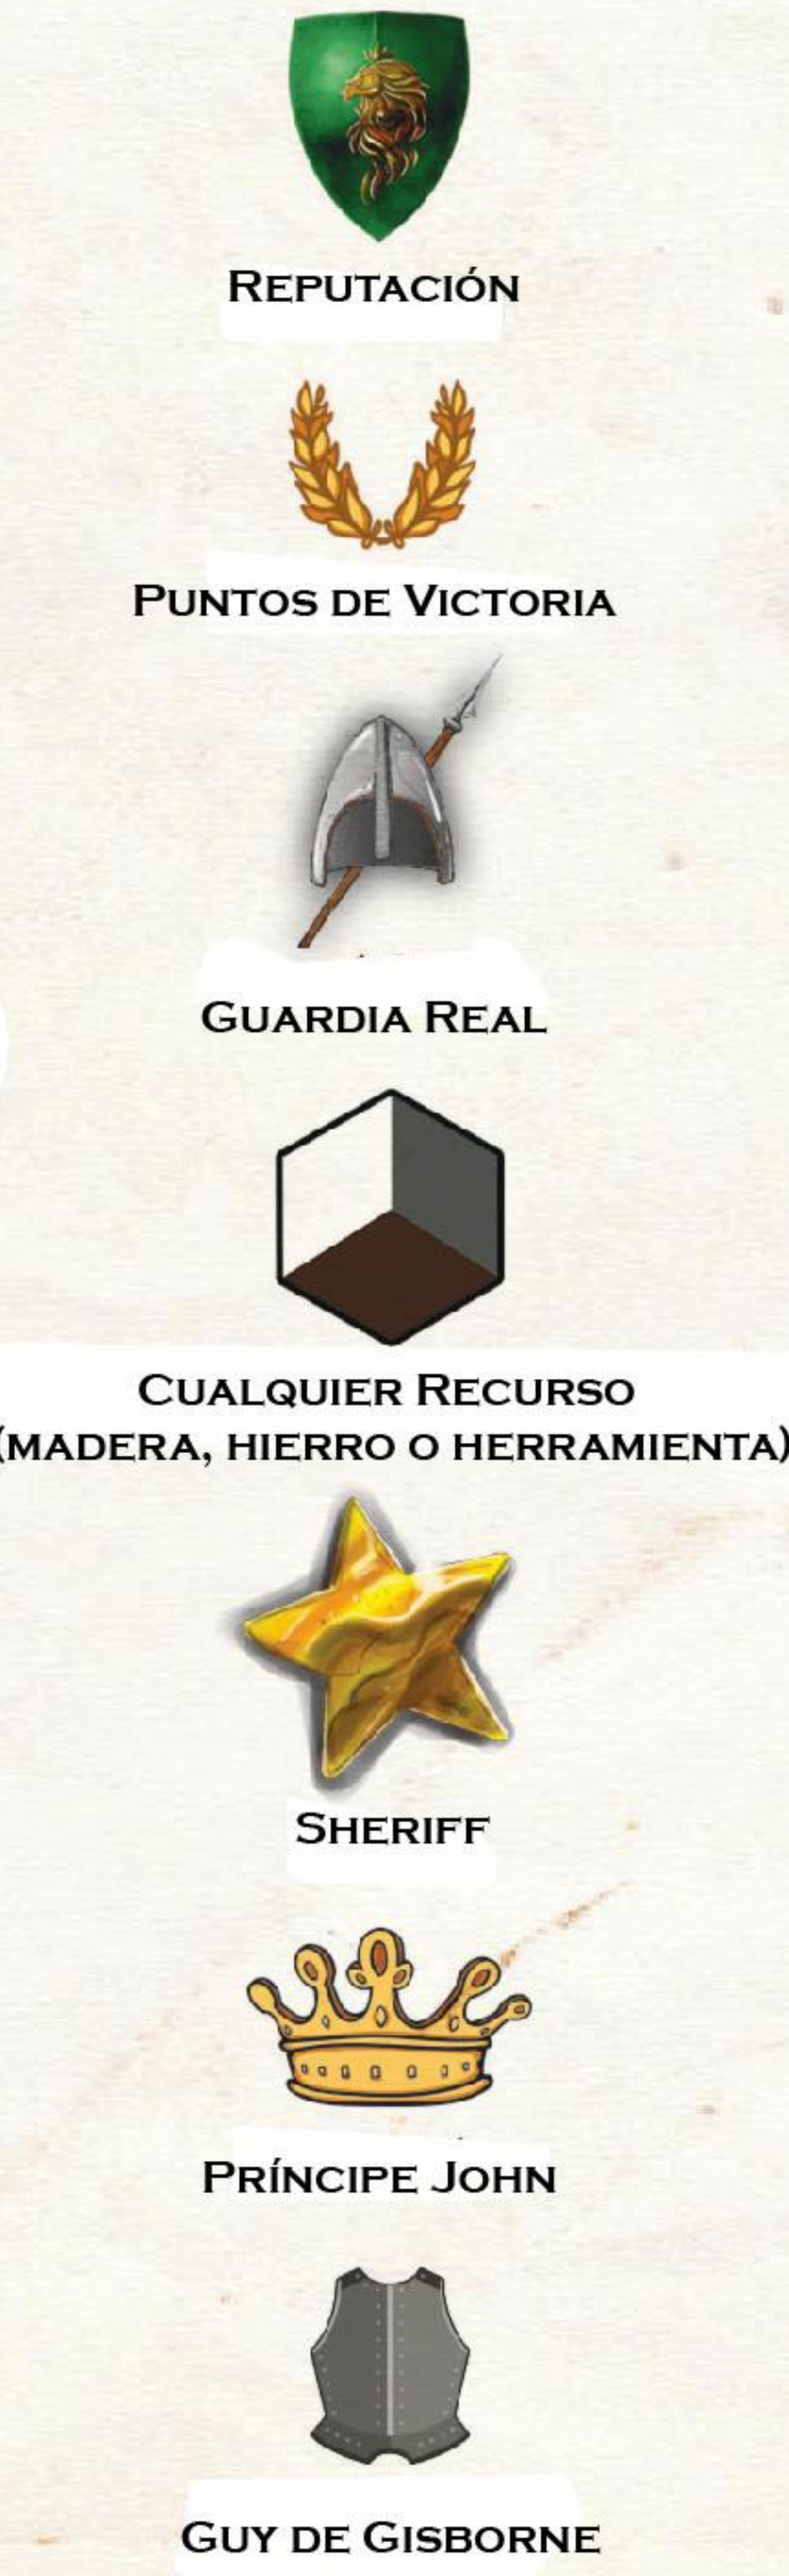 Reputación
Puntos de Victoria
Guardia Real
Cualquier Recurso
(madera, hierro o herramienta)
Sheriff
Príncipe John
Guy de Gisborne